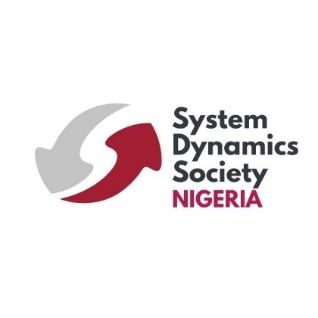 System
Dynamics
Society
NIGERIA